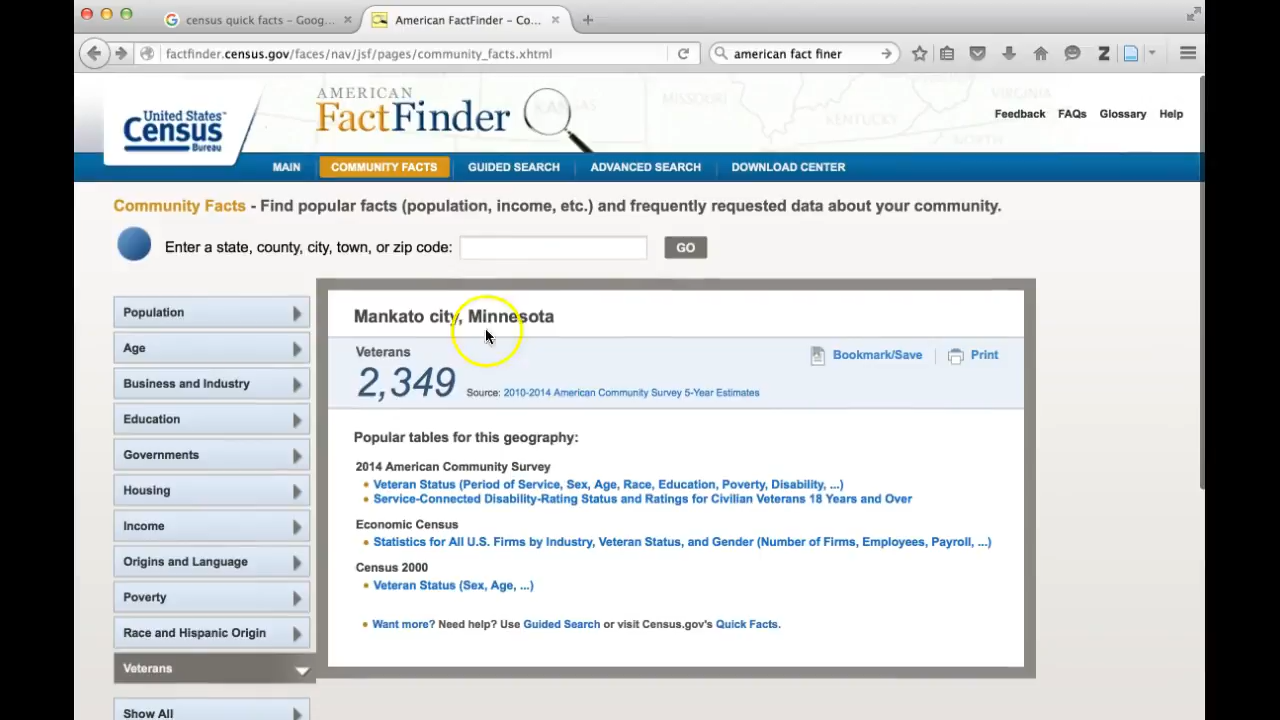 census quick facts – Goog...
American FactFinder – Co...
factfinder.census.gov/faces/nav/jsf/pages/community_facts.xhtml
american fact finer
United States
Census
Bureau
AMERICAN
FactFinder
KANSAS
MISSOURI
KENTUCKY
VIRGINIA
NORTH
Feedback FAQs Glossary Help
MAIN COMMUNITY FACTS GUIDED SEARCH ADVANCED SEARCH DOWNLOAD CENTER
Community Facts - Find popular facts (population, income, etc.) and frequently requested data about your community.
Enter a state, county, city, town, or zip code: GO
Population
Age
Business and Industry
Education
Governments
Housing
Income
Origins and Language
Poverty
Race and Hispanic Origin
Veterans
Show All
Mankato city, Minnesota
Veterans
2,349
Source: 2010-2014 American Community Survey 5-Year Estimates
Bookmark/Save Print
Popular tables for this geography:
2014 American Community Survey
• Veteran Status (Period of Service, Sex, Age, Race, Education, Poverty, Disability, ...)
• Service-Connected Disability-Rating Status and Ratings for Civilian Veterans 18 Years and Over
Economic Census
• Statistics for All U.S. Firms by Industry, Veteran Status, and Gender (Number of Firms, Employees, Payroll, ...)
Census 2000
• Veteran Status (Sex, Age, ...)
• Want more? Need help? Use Guided Search or visit Census.gov's Quick Facts.